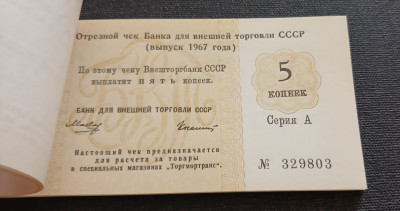 Отрезной чек Банка для внешней торговли СССР
(выпуск 1967 года)
По этому чеку Внешторгбанк СССР
выплатит ПЯТЬ копеек.
БАНК ДЛЯ ВНЕШНЕЙ ТОРГОВЛИ СССР
Настоящий чек предназначается
для расчета за товары
в специальных магазинах „Торгмортранс".
5
КОПЕЕК
Серия А
№ 329803